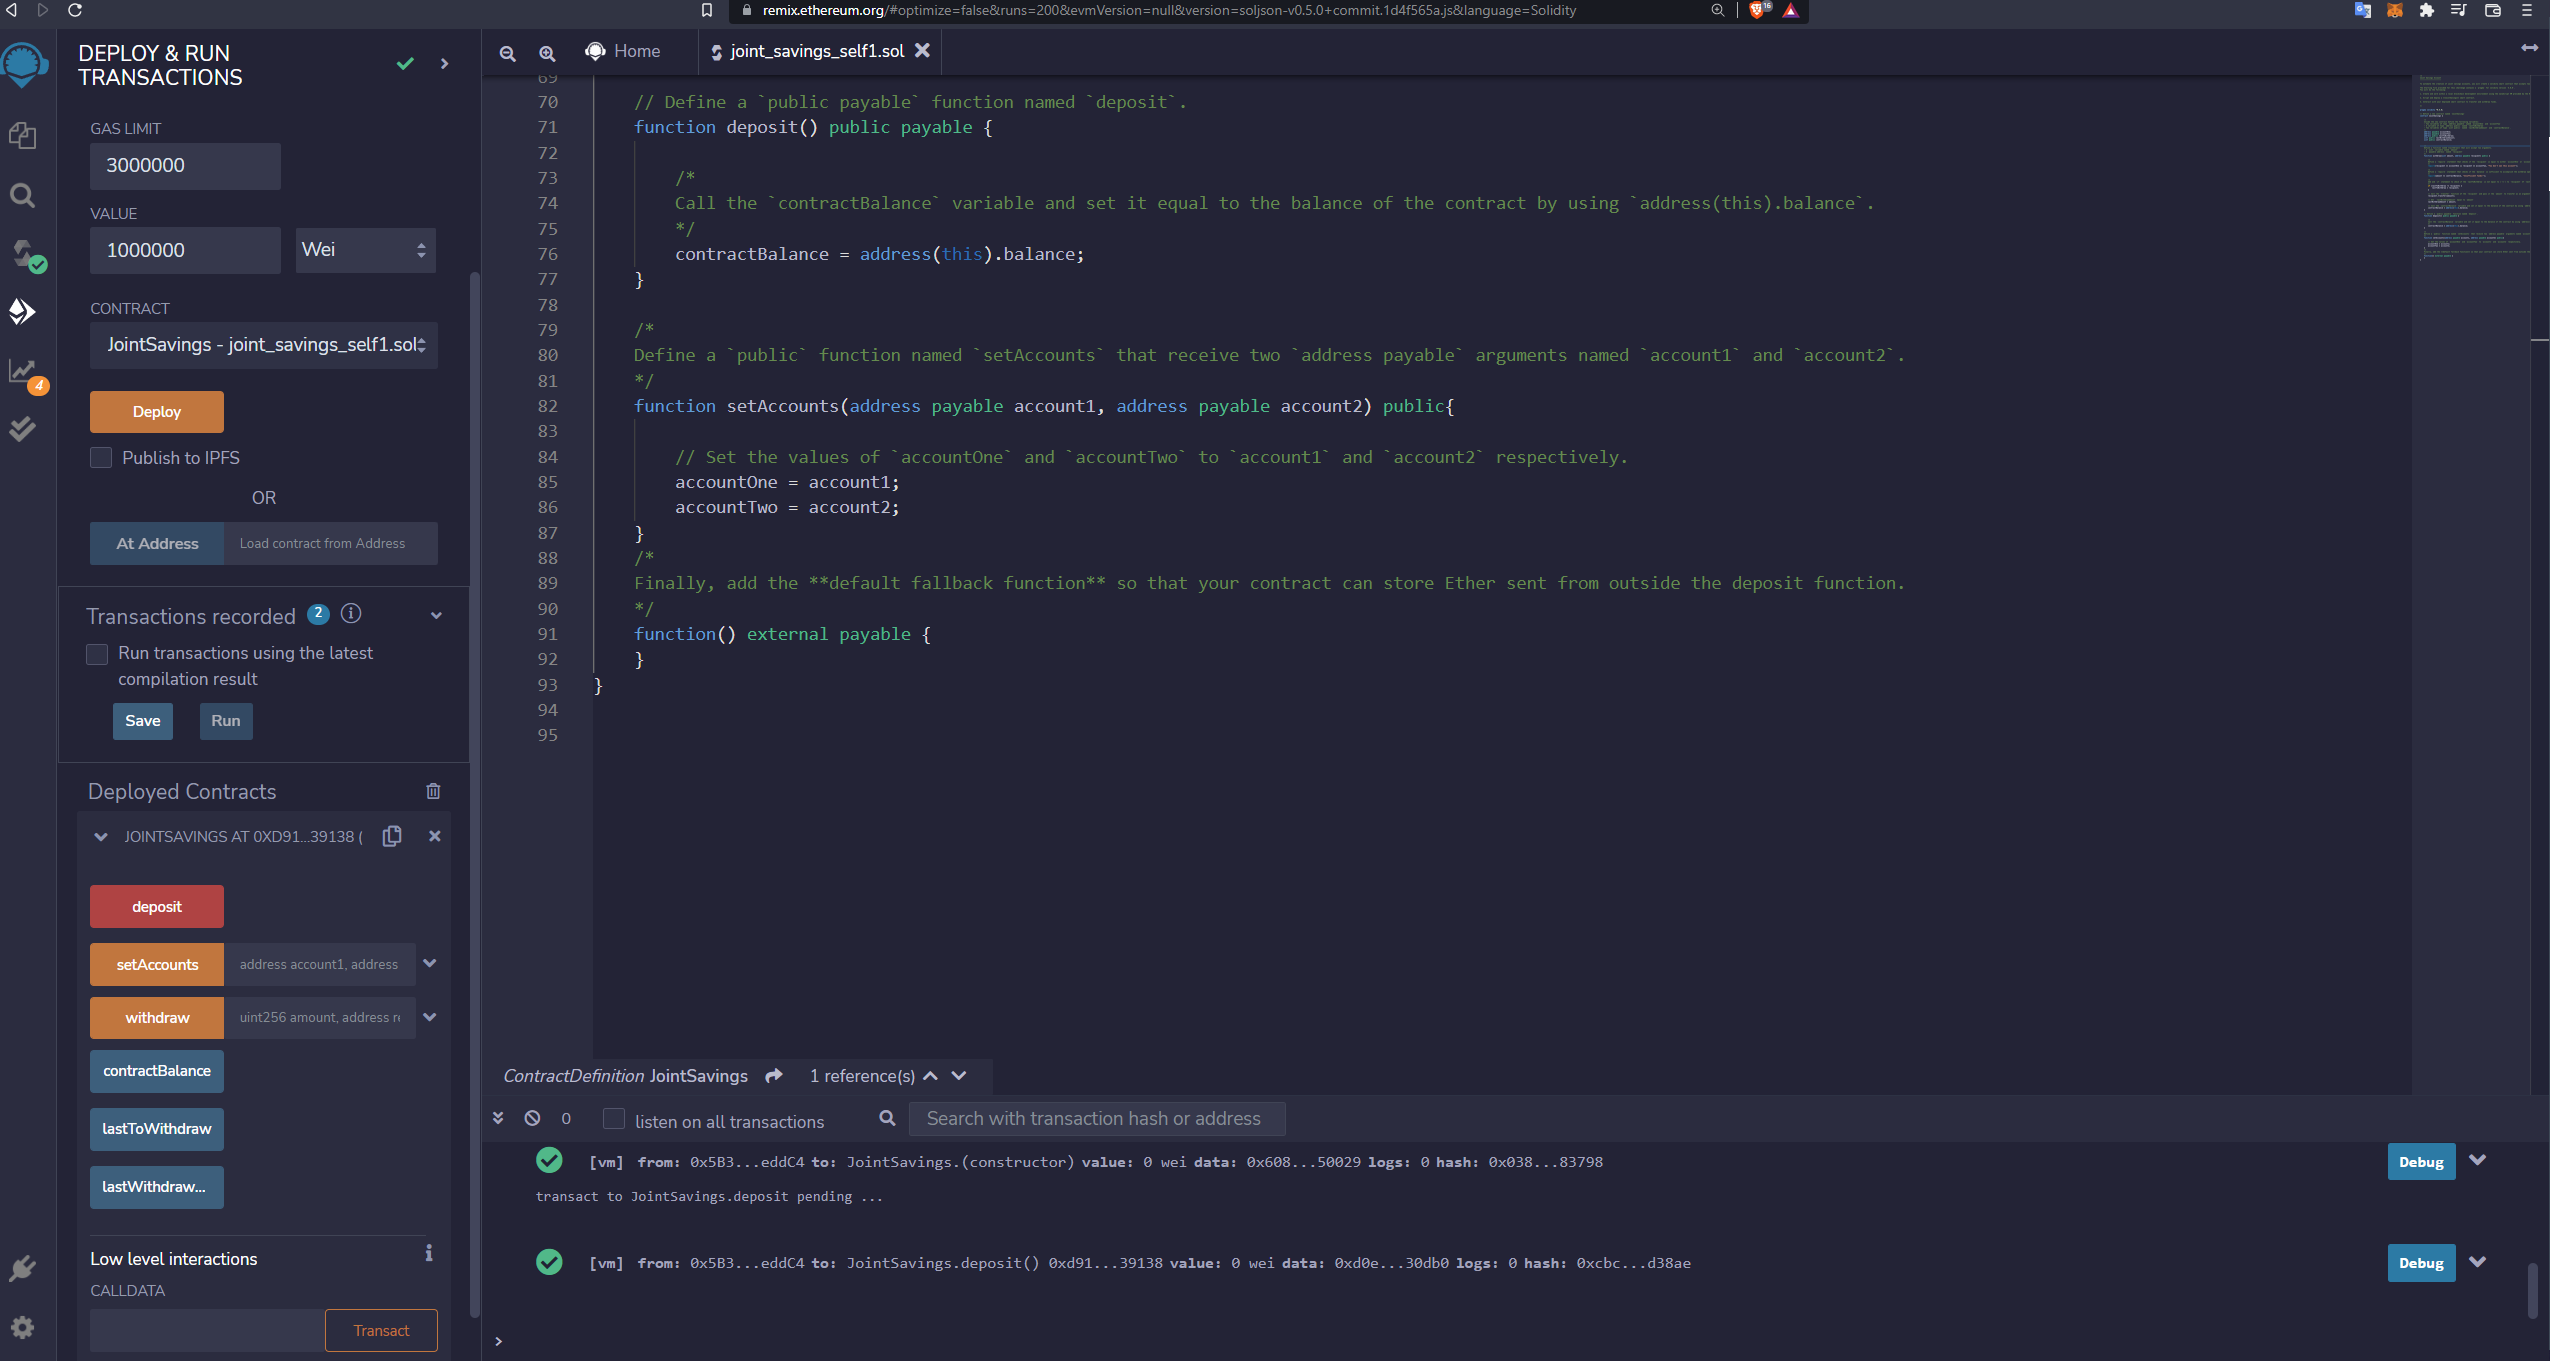 remix.ethereum.org/#optimize=false&runs=200&evmVersion=null&version=soljson-v0.5.0+commit.1d4f565a.js&language=Solidity
16
DEPLOY & RUN
TRANSACTIONS
GAS LIMIT
3000000
VALUE
1000000
Wei
CONTRACT
JointSavings - joint_savings_self1.sol
4
Deploy
Publish to IPFS
OR
At Address
Load contract from Address
Transactions recorded 2
Run transactions using the latest
compilation result
Save
Run
Deployed Contracts
JOINTSAVINGS AT 0XD91...39138 (
deposit
setAccounts
address account1, address
withdraw
uint256 amount, address re
contractBalance
lastToWithdraw
lastWithdraw...
Low level interactions
CALLDATA
Transact
Home
joint_savings_self1.sol
69
70 // Define a `public payable` function named `deposit`.
71 function deposit() public payable {
72
73 /*
74 Call the `contractBalance` variable and set it equal to the balance of the contract by using `address(this).balance`.
75 */
76 contractBalance = address(this).balance;
77 }
78
79 /*
80 Define a `public` function named `setAccounts` that receive two `address payable` arguments named `account1` and `account2`.
81 */
82 function setAccounts(address payable account1, address payable account2) public{
83
84 // Set the values of `accountOne` and `accountTwo` to `account1` and `account2` respectively.
85 accountOne = account1;
86 accountTwo = account2;
87 }
88 /*
89 Finally, add the **default fallback function** so that your contract can store Ether sent from outside the deposit function.
90 */
91 function() external payable {
92 }
93 }
94
95
ContractDefinition JointSavings 1 reference(s)
0 listen on all transactions Search with transaction hash or address
[vm] from: 0x5B3...eddC4 to: JointSavings.(constructor) value: 0 wei data: 0x608...50029 logs: 0 hash: 0x038...83798
Debug
transact to JointSavings.deposit pending ...
[vm] from: 0x5B3...eddC4 to: JointSavings.deposit() 0xd91...39138 value: 0 wei data: 0xd0e...30db0 logs: 0 hash: 0xcbc...d38ae
Debug
>